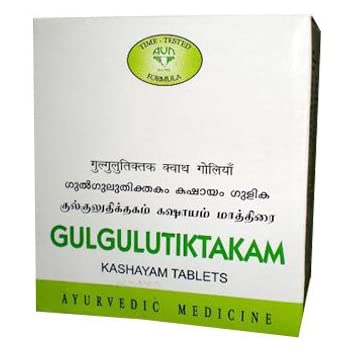 TIME - TESTED
AVN
FORMULA
गुल्गुलुतिक्तक क्वाथ गोलियाँ
ഗുൽഗുലുതിക്തകം കഷായം ഗുളിക
குல்குலுதிக்தகம் கஷாயம் மாத்திரை
GULGULUTIKTAKAM
KASHAYAM TABLETS
AYURVEDIC MEDICINE